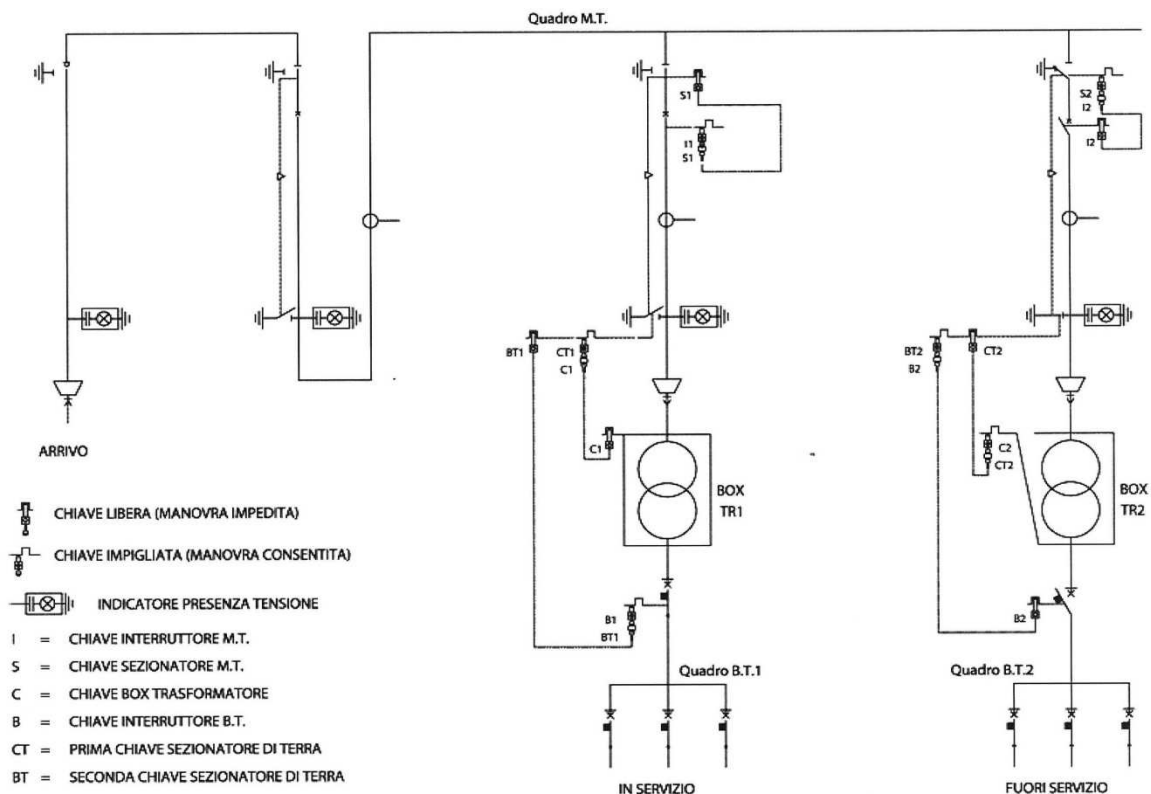 Quadro M.T.
S1
I1
S1
S2
I2
I2
BT1
CT1
C1
BT2
B2
CT2
C1
C2
CT2
BOX
TR1
BOX
TR2
B1
BT1
B2
Quadro B.T.1
Quadro B.T.2
IN SERVIZIO
FUORI SERVIZIO
ARRIVO
CHIAVE LIBERA (MANOVRA IMPEDITA)
CHIAVE IMPIGLIATA (MANOVRA CONSENTITA)
INDICATORE PRESENZA TENSIONE
I = CHIAVE INTERRUTTORE M.T.
S = CHIAVE SEZIONATORE M.T.
C = CHIAVE BOX TRASFORMATORE
B = CHIAVE INTERRUTTORE B.T.
CT = PRIMA CHIAVE SEZIONATORE DI TERRA
BT = SECONDA CHIAVE SEZIONATORE DI TERRA